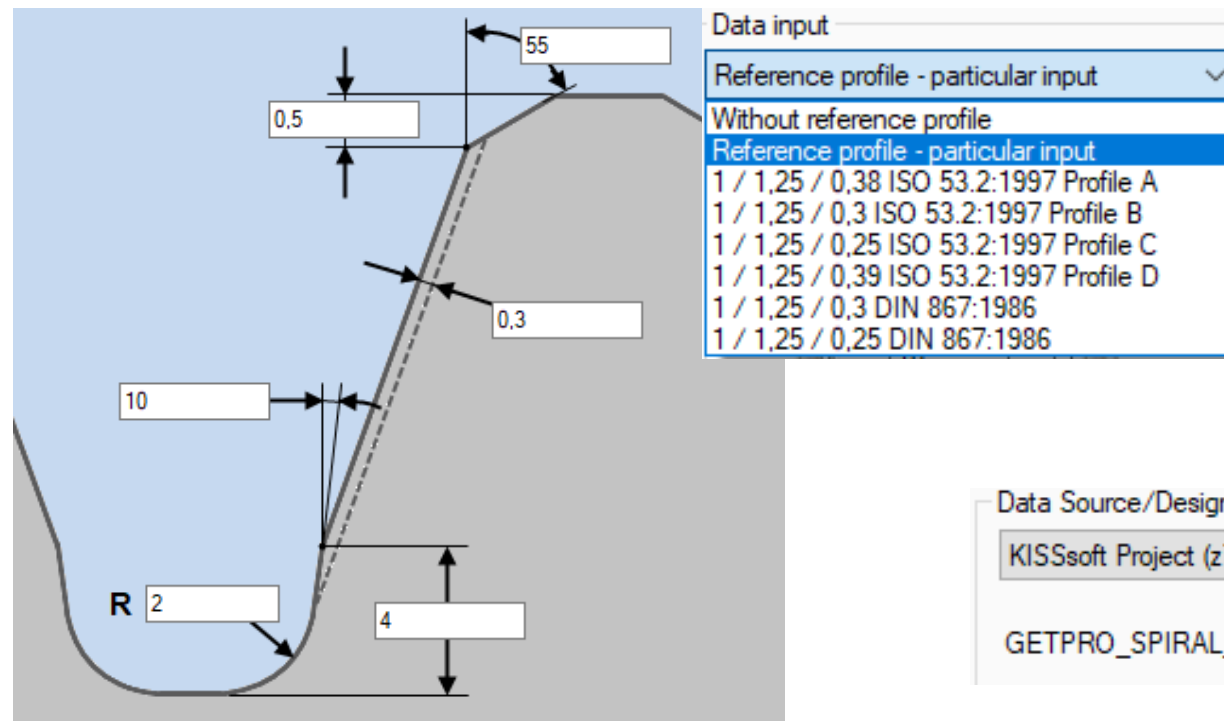 55
0,5
0,3
10
R 2
4
Data input
Reference profile - particular input
Without reference profile
Reference profile - particular input
1 / 1,25 / 0,38 ISO 53.2:1997 Profile A
1 / 1,25 / 0,3 ISO 53.2:1997 Profile B
1 / 1,25 / 0,25 ISO 53.2:1997 Profile C
1 / 1,25 / 0,39 ISO 53.2:1997 Profile D
1 / 1,25 / 0,3 DIN 867:1986
1 / 1,25 / 0,25 DIN 867:1986
Data Source/Design
KISSsoft Project (z
GETPRO_SPIRAL_